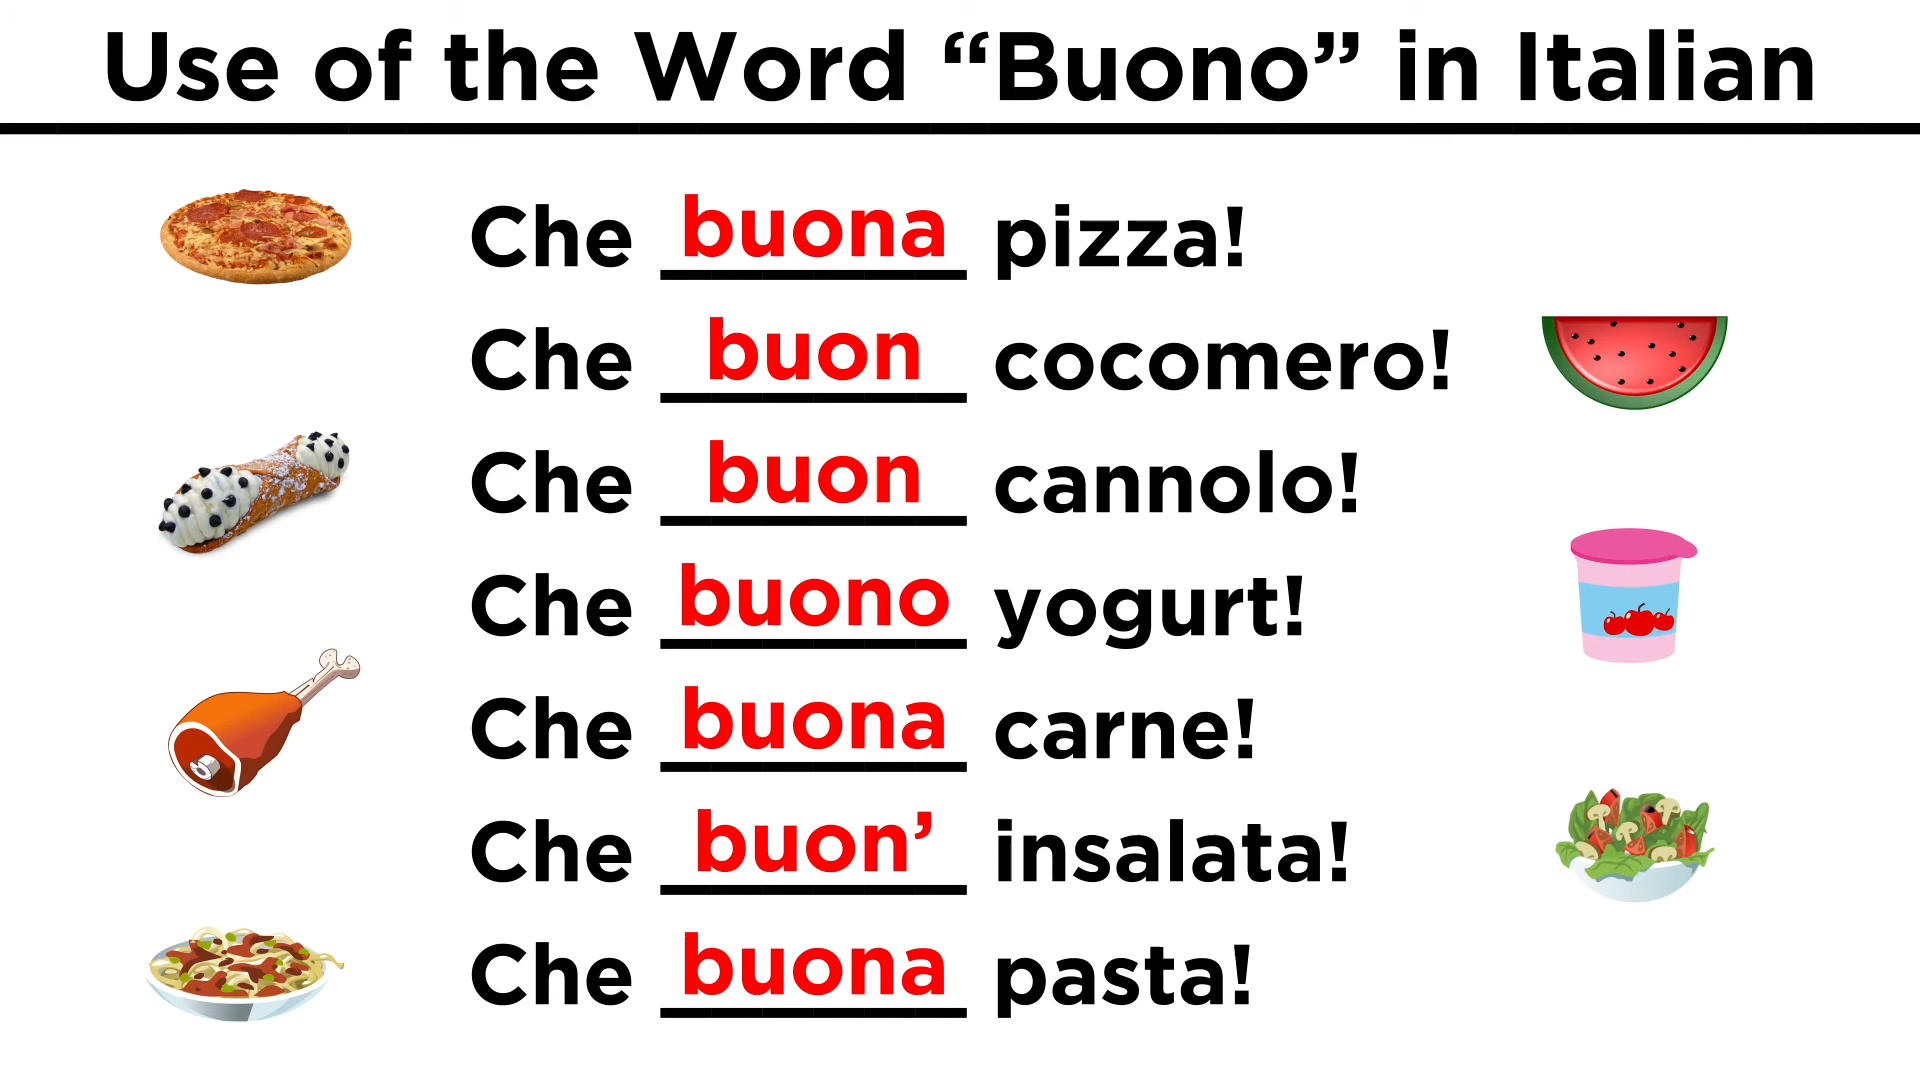 Use of the Word “Buono” in Italian
Che buona pizza!
Che buon cocomero!
Che buon cannolo!
Che buono yogurt!
Che buona carne!
Che buon’ insalata!
Che buona pasta!